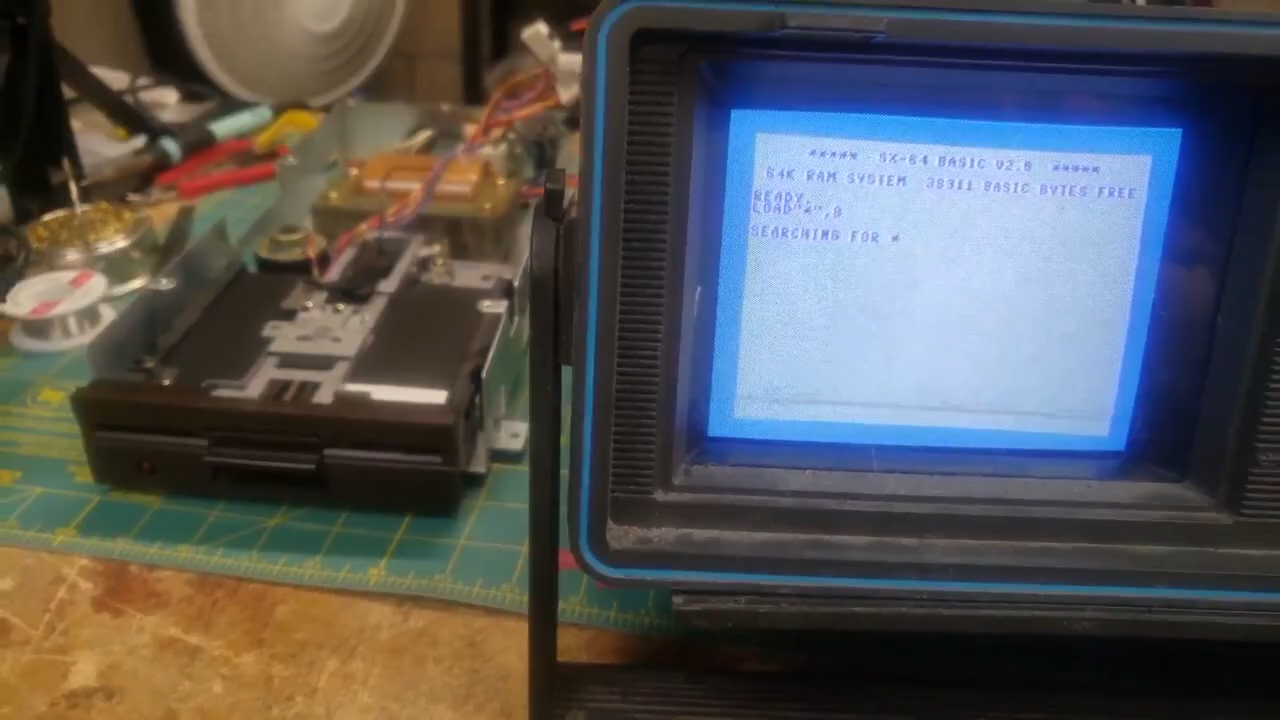 ***** SX-64 BASIC V2.0 *****
64K RAM SYSTEM 38911 BASIC BYTES FREE
READY.
LOAD"*",8
SEARCHING FOR *